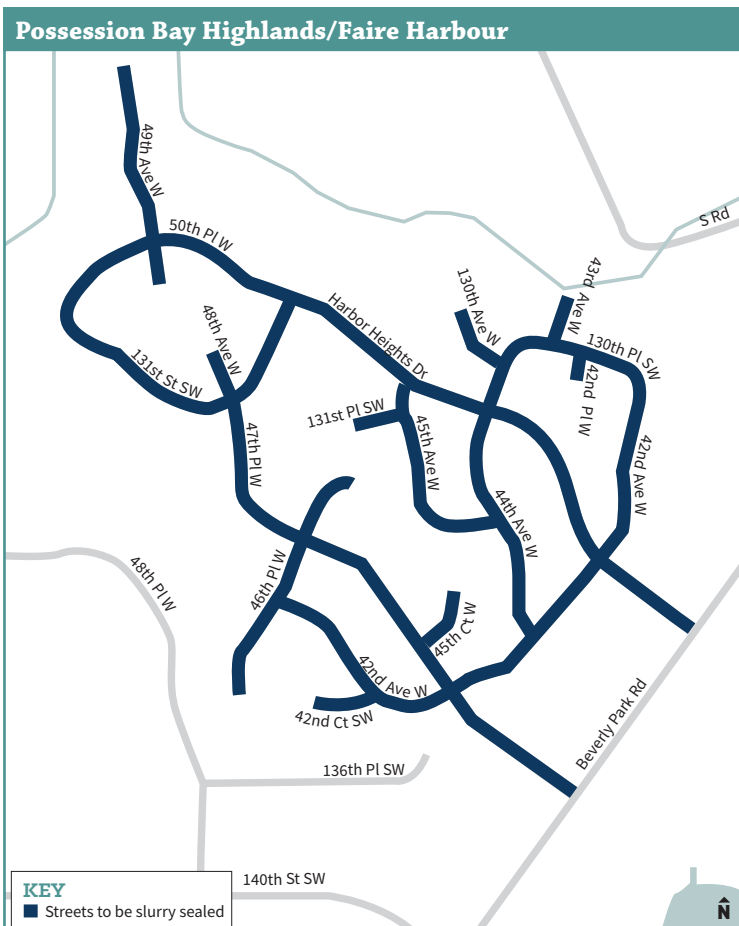 Possession Bay Highlands/Faire Harbour
49th Ave W
50th Pl W
S Rd
43rd Ave W
130th Ave W
Harbor Heights Dr
48th Ave W
130th Pl SW
42nd Pl W
131st St SW
131st Pl SW
45th Ave W
47th Pl W
42nd Ave W
44th Ave W
48th Pl W
46th Pl W
45th Ct W
42nd Ave W
42nd Ct SW
Beverly Park Rd
136th Pl SW
140th St SW
KEY
Streets to be slurry sealed
N